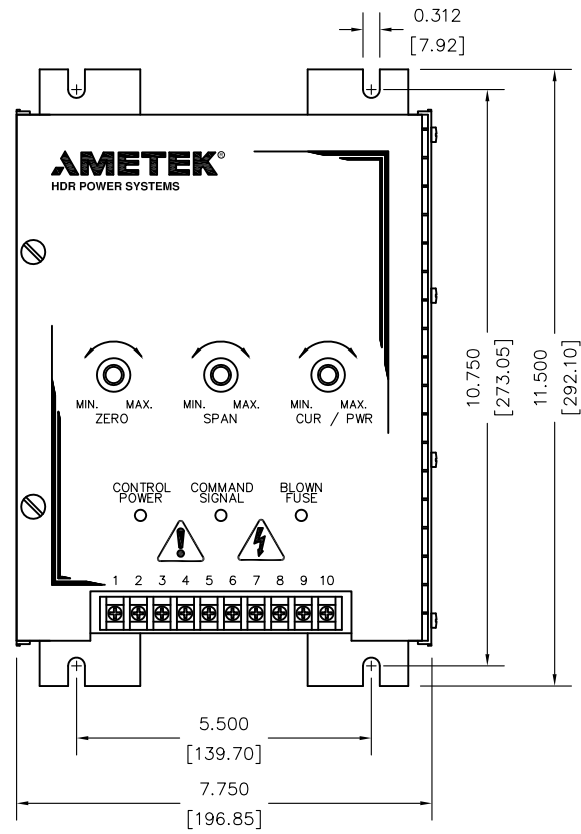 0.312
[7.92]
AMETEK®
HDR POWER SYSTEMS
MIN. MAX.
ZERO
MIN. MAX.
SPAN
MIN. MAX.
CUR / PWR
10.750
[273.05]
11.500
[292.10]
CONTROL
POWER
COMMAND
SIGNAL
BLOWN
FUSE
!
1 2 3 4 5 6 7 8 9 10
5.500
[139.70]
7.750
[196.85]